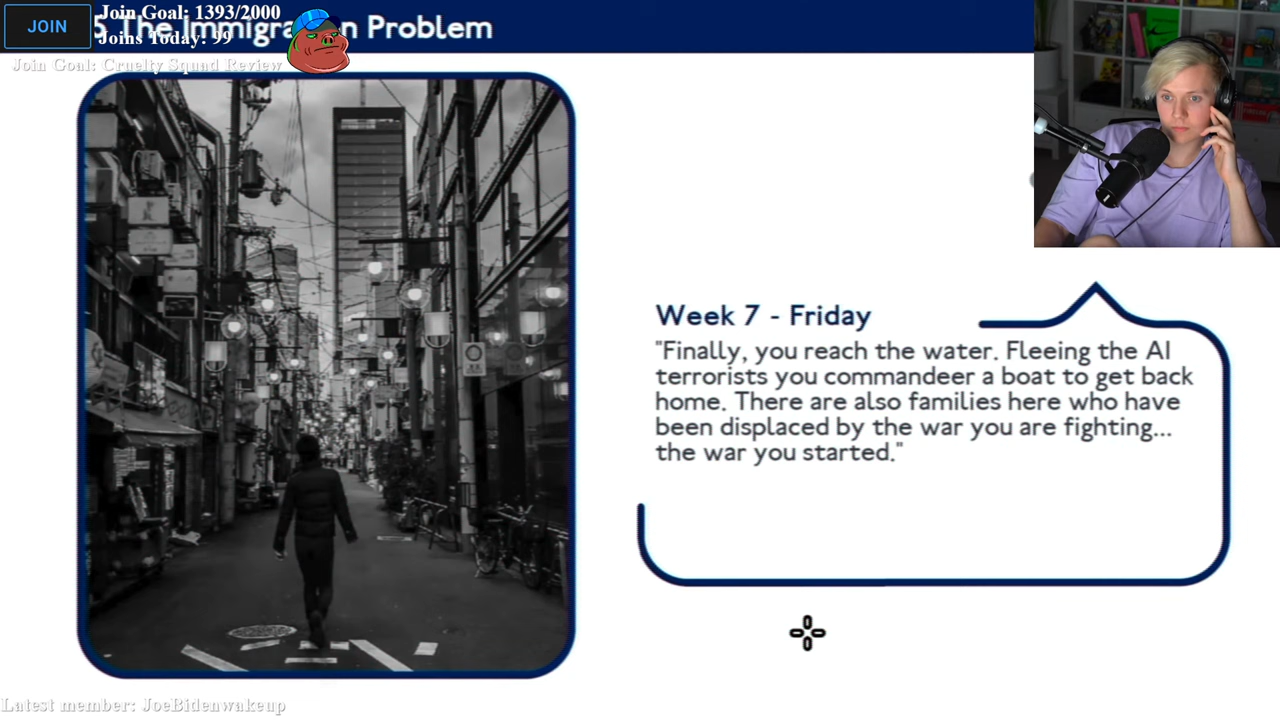 JOIN
Join Goal: 1393/2000
Joins Today: 99
Join Goal: Cruelty Squad Review
5 The Immigra n Problem
Week 7 - Friday
"Finally, you reach the water. Fleeing the AI
terrorists you commandeer a boat to get back
home. There are also families here who have
been displaced by the war you are fighting...
the war you started."
Latest member: JoeBidenwakeup